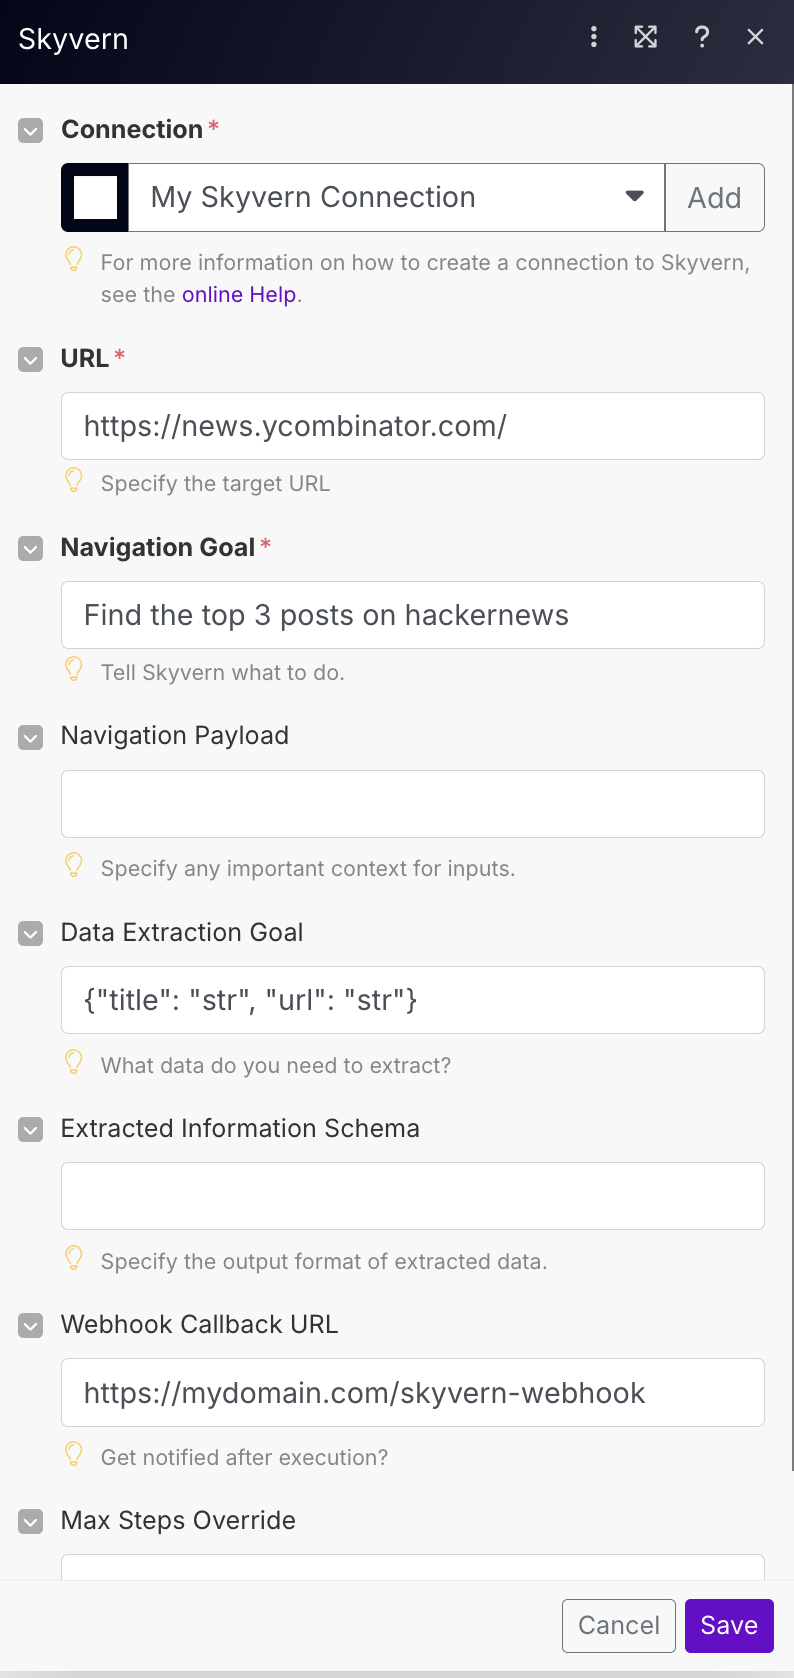 Skyvern
Connection *
My Skyvern Connection
Add
For more information on how to create a connection to Skyvern,
see the online Help.
URL *
https://news.ycombinator.com/
Specify the target URL
Navigation Goal *
Find the top 3 posts on hackernews
Tell Skyvern what to do.
Navigation Payload
Specify any important context for inputs.
Data Extraction Goal
{"title": "str", "url": "str"}
What data do you need to extract?
Extracted Information Schema
Specify the output format of extracted data.
Webhook Callback URL
https://mydomain.com/skyvern-webhook
Get notified after execution?
Max Steps Override
Cancel
Save